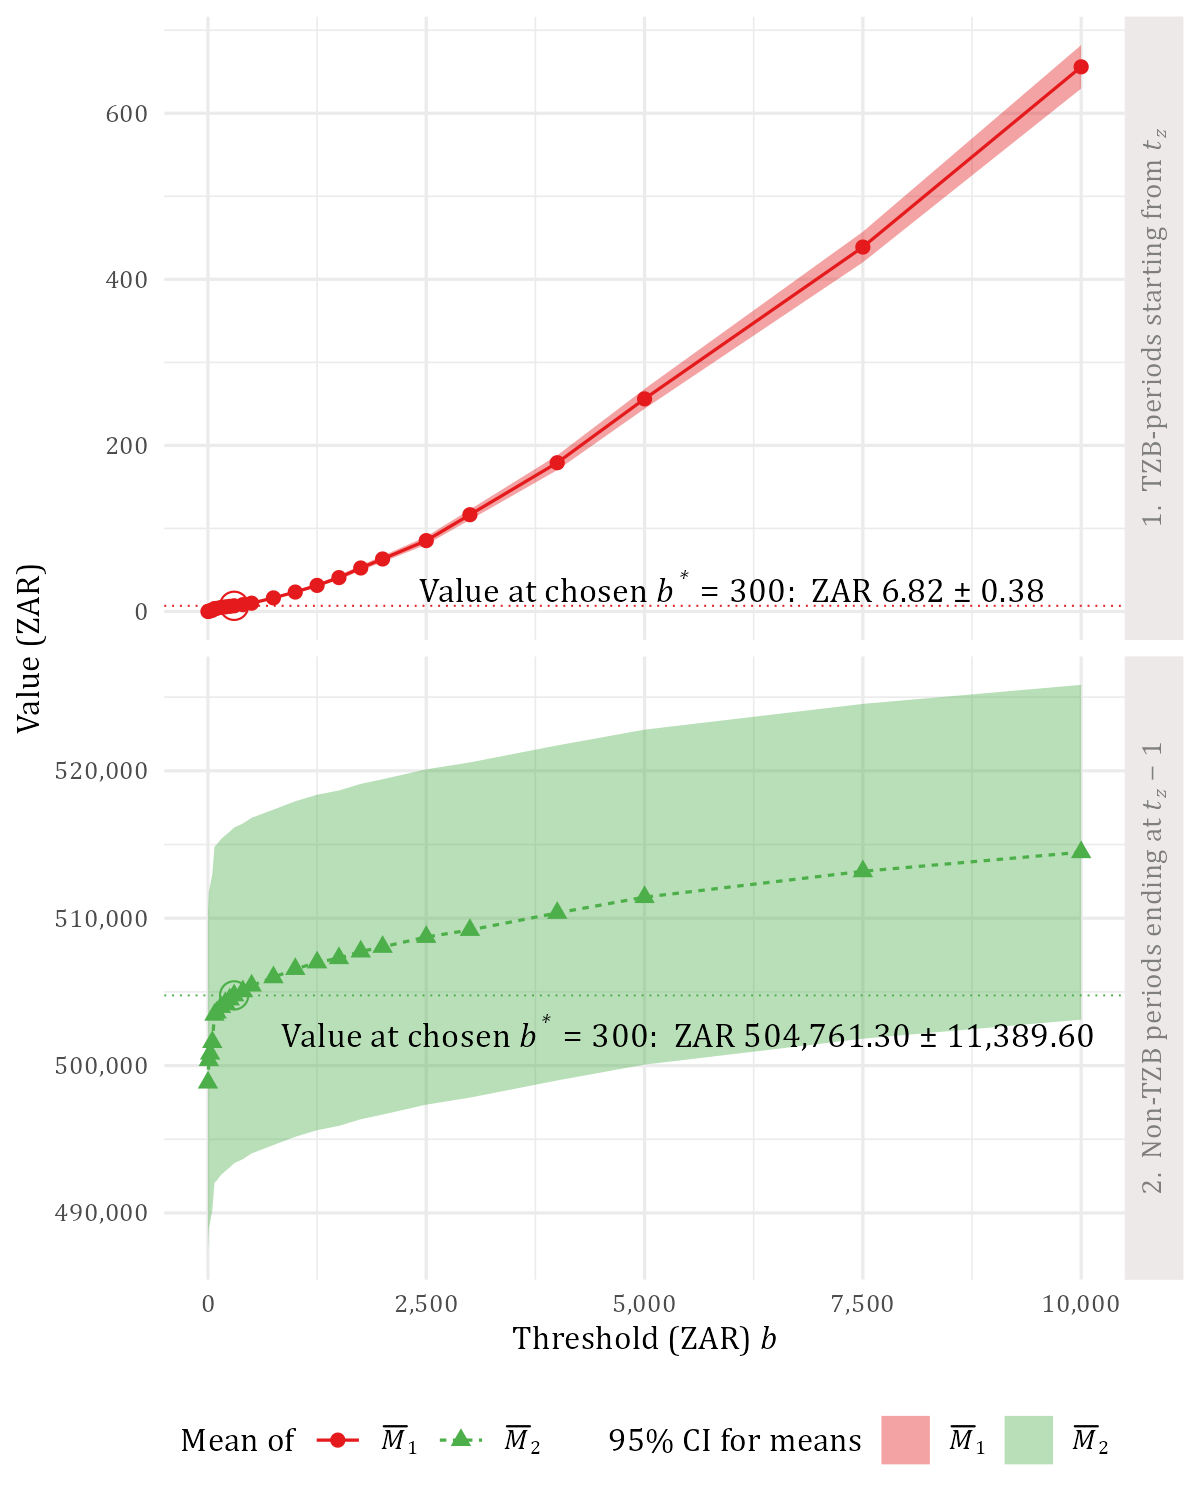 Value (ZAR)
600
400
200
0
Value at chosen b* = 300: ZAR 6.82 ± 0.38
1. TZB-periods starting from t_z
520,000
510,000
500,000
490,000
Value at chosen b* = 300: ZAR 504,761.30 ± 11,389.60
2. Non-TZB periods ending at t_z − 1
0 2,500 5,000 7,500 10,000
Threshold (ZAR) b
Mean of M̅₁ M̅₂ 95% CI for means M̅₁ M̅₂